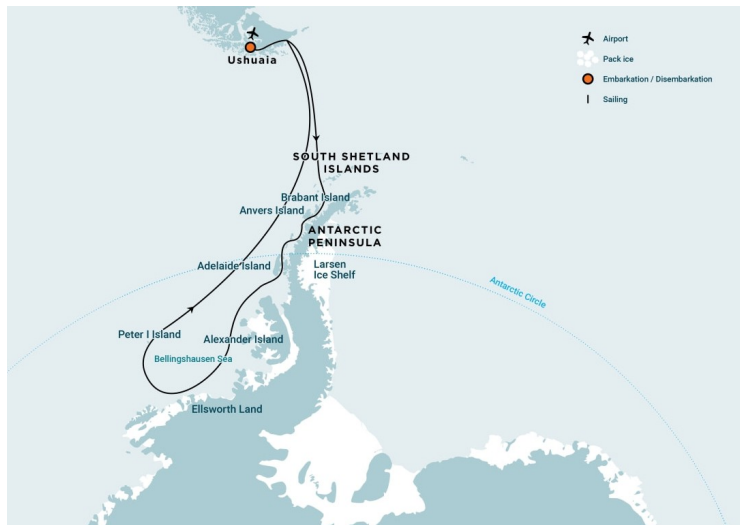 Airport
Pack ice
Embarkation / Disembarkation
Sailing
Ushuaia
SOUTH SHETLAND
ISLANDS
Brabant Island
Anvers Island
ANTARCTIC
PENINSULA
Adelaide Island
Larsen
Ice Shelf
Antarctic Circle
Peter I Island
Alexander Island
Bellingshausen Sea
Ellsworth Land